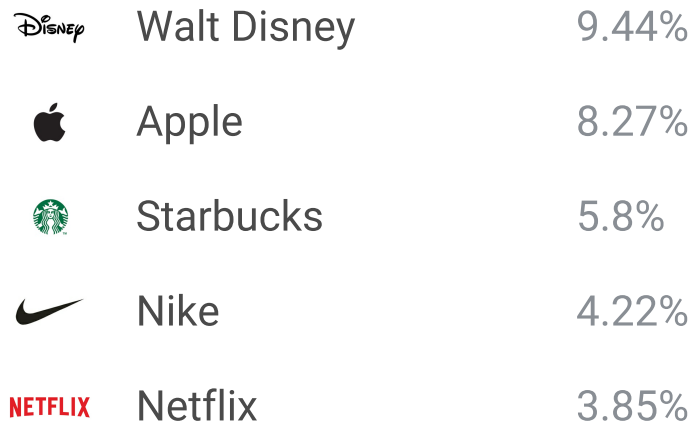 Disney Walt Disney 9.44%
Apple 8.27%
Starbucks 5.8%
Nike 4.22%
NETFLIX Netflix 3.85%